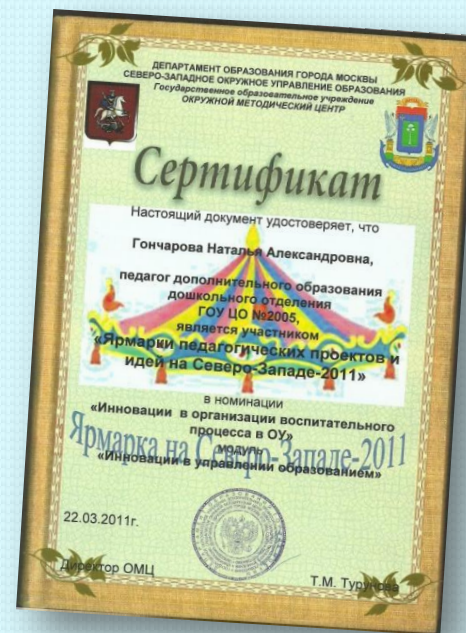 ДЕПАРТАМЕНТ ОБРАЗОВАНИЯ ГОРОДА МОСКВЫ
СЕВЕРО-ЗАПАДНОЕ ОКРУЖНОЕ УПРАВЛЕНИЕ ОБРАЗОВАНИЯ
Государственное образовательное учреждение
ОКРУЖНОЙ МЕТОДИЧЕСКИЙ ЦЕНТР
Сертификат
Настоящий документ удостоверяет, что
Гончарова Наталья Александровна,
педагог дополнительного образования
дошкольного отделения
ГОУ ЦО №2005,
является участником
«Ярмарки педагогических проектов и
идей на Северо-Западе-2011»
в номинации
«Инновации в организации воспитательного
процесса в ОУ»
модуль
Ярмарка на Северо-Западе-2011
«Инновации в управлении образованием»
22.03.2011г.
Директор ОМЦ
Т.М. Турунова